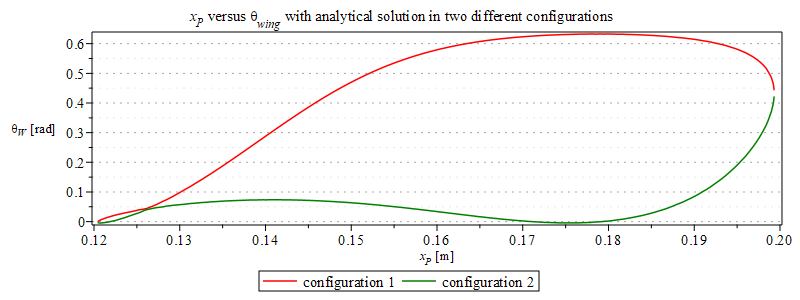 x_P versus θ_wing with analytical solution in two different configurations
0.6
0.5
0.4
θ_W [rad]
0.3
0.2
0.1
0
0.12 0.13 0.14 0.15 0.16 0.17 0.18 0.19 0.20
x_P [m]
configuration 1 configuration 2